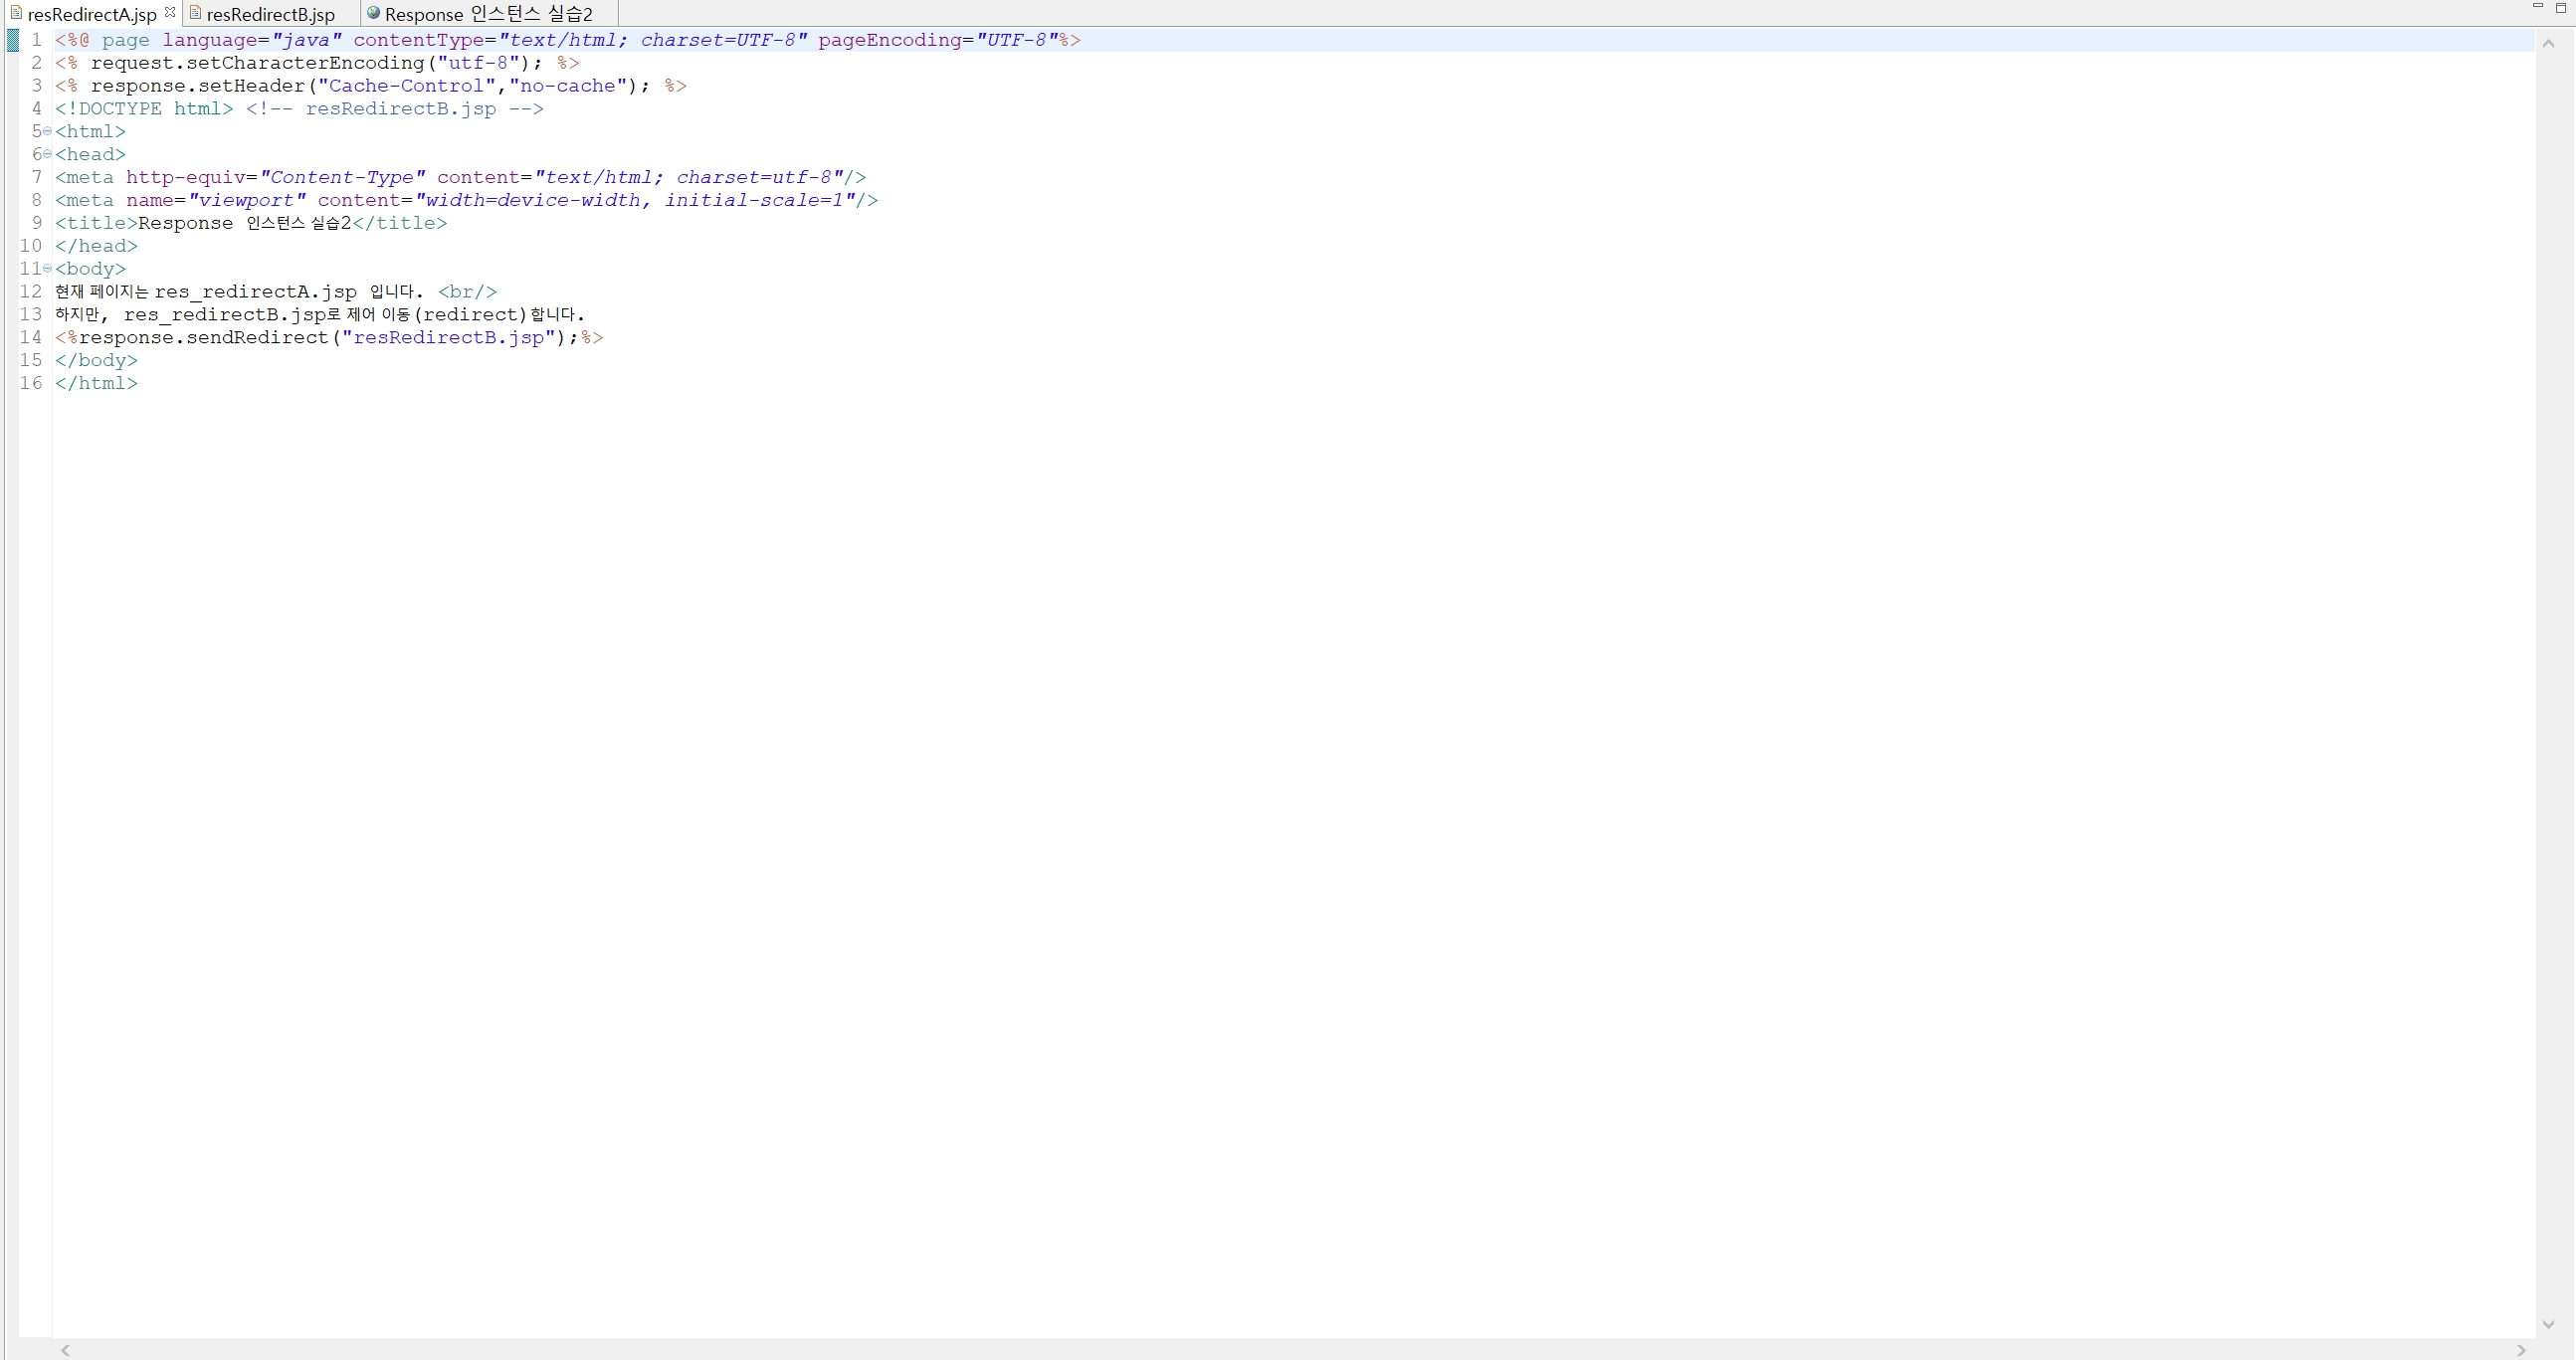 resRedirectA.jsp resRedirectB.jsp Response 인스턴스 실습2
1 <%@ page language="java" contentType="text/html; charset=UTF-8" pageEncoding="UTF-8"%>
2 <% request.setCharacterEncoding("utf-8"); %>
3 <% response.setHeader("Cache-Control","no-cache"); %>
4 <!DOCTYPE html> <!-- resRedirectB.jsp -->
5 <html>
6 <head>
7 <meta http-equiv="Content-Type" content="text/html; charset=utf-8"/>
8 <meta name="viewport" content="width=device-width, initial-scale=1"/>
9 <title>Response 인스턴스 실습2</title>
10 </head>
11 <body>
12 현재 페이지는 res_redirectA.jsp 입니다. <br/>
13 하지만, res_redirectB.jsp로 제어 이동(redirect)합니다.
14 <%response.sendRedirect("resRedirectB.jsp");%>
15 </body>
16 </html>